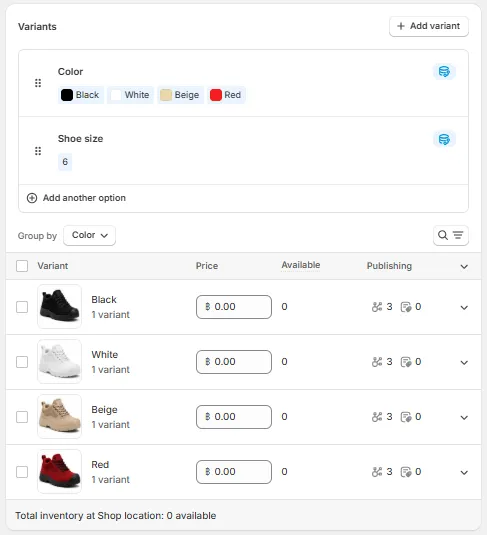 Variants
Add variant
Color
Black White Beige Red
Shoe size
6
Add another option
Group by Color
Variant Price Available Publishing
Black
1 variant
฿ 0.00 0 3 0
White
1 variant
฿ 0.00 0 3 0
Beige
1 variant
฿ 0.00 0 3 0
Red
1 variant
฿ 0.00 0 3 0
Total inventory at Shop location: 0 available